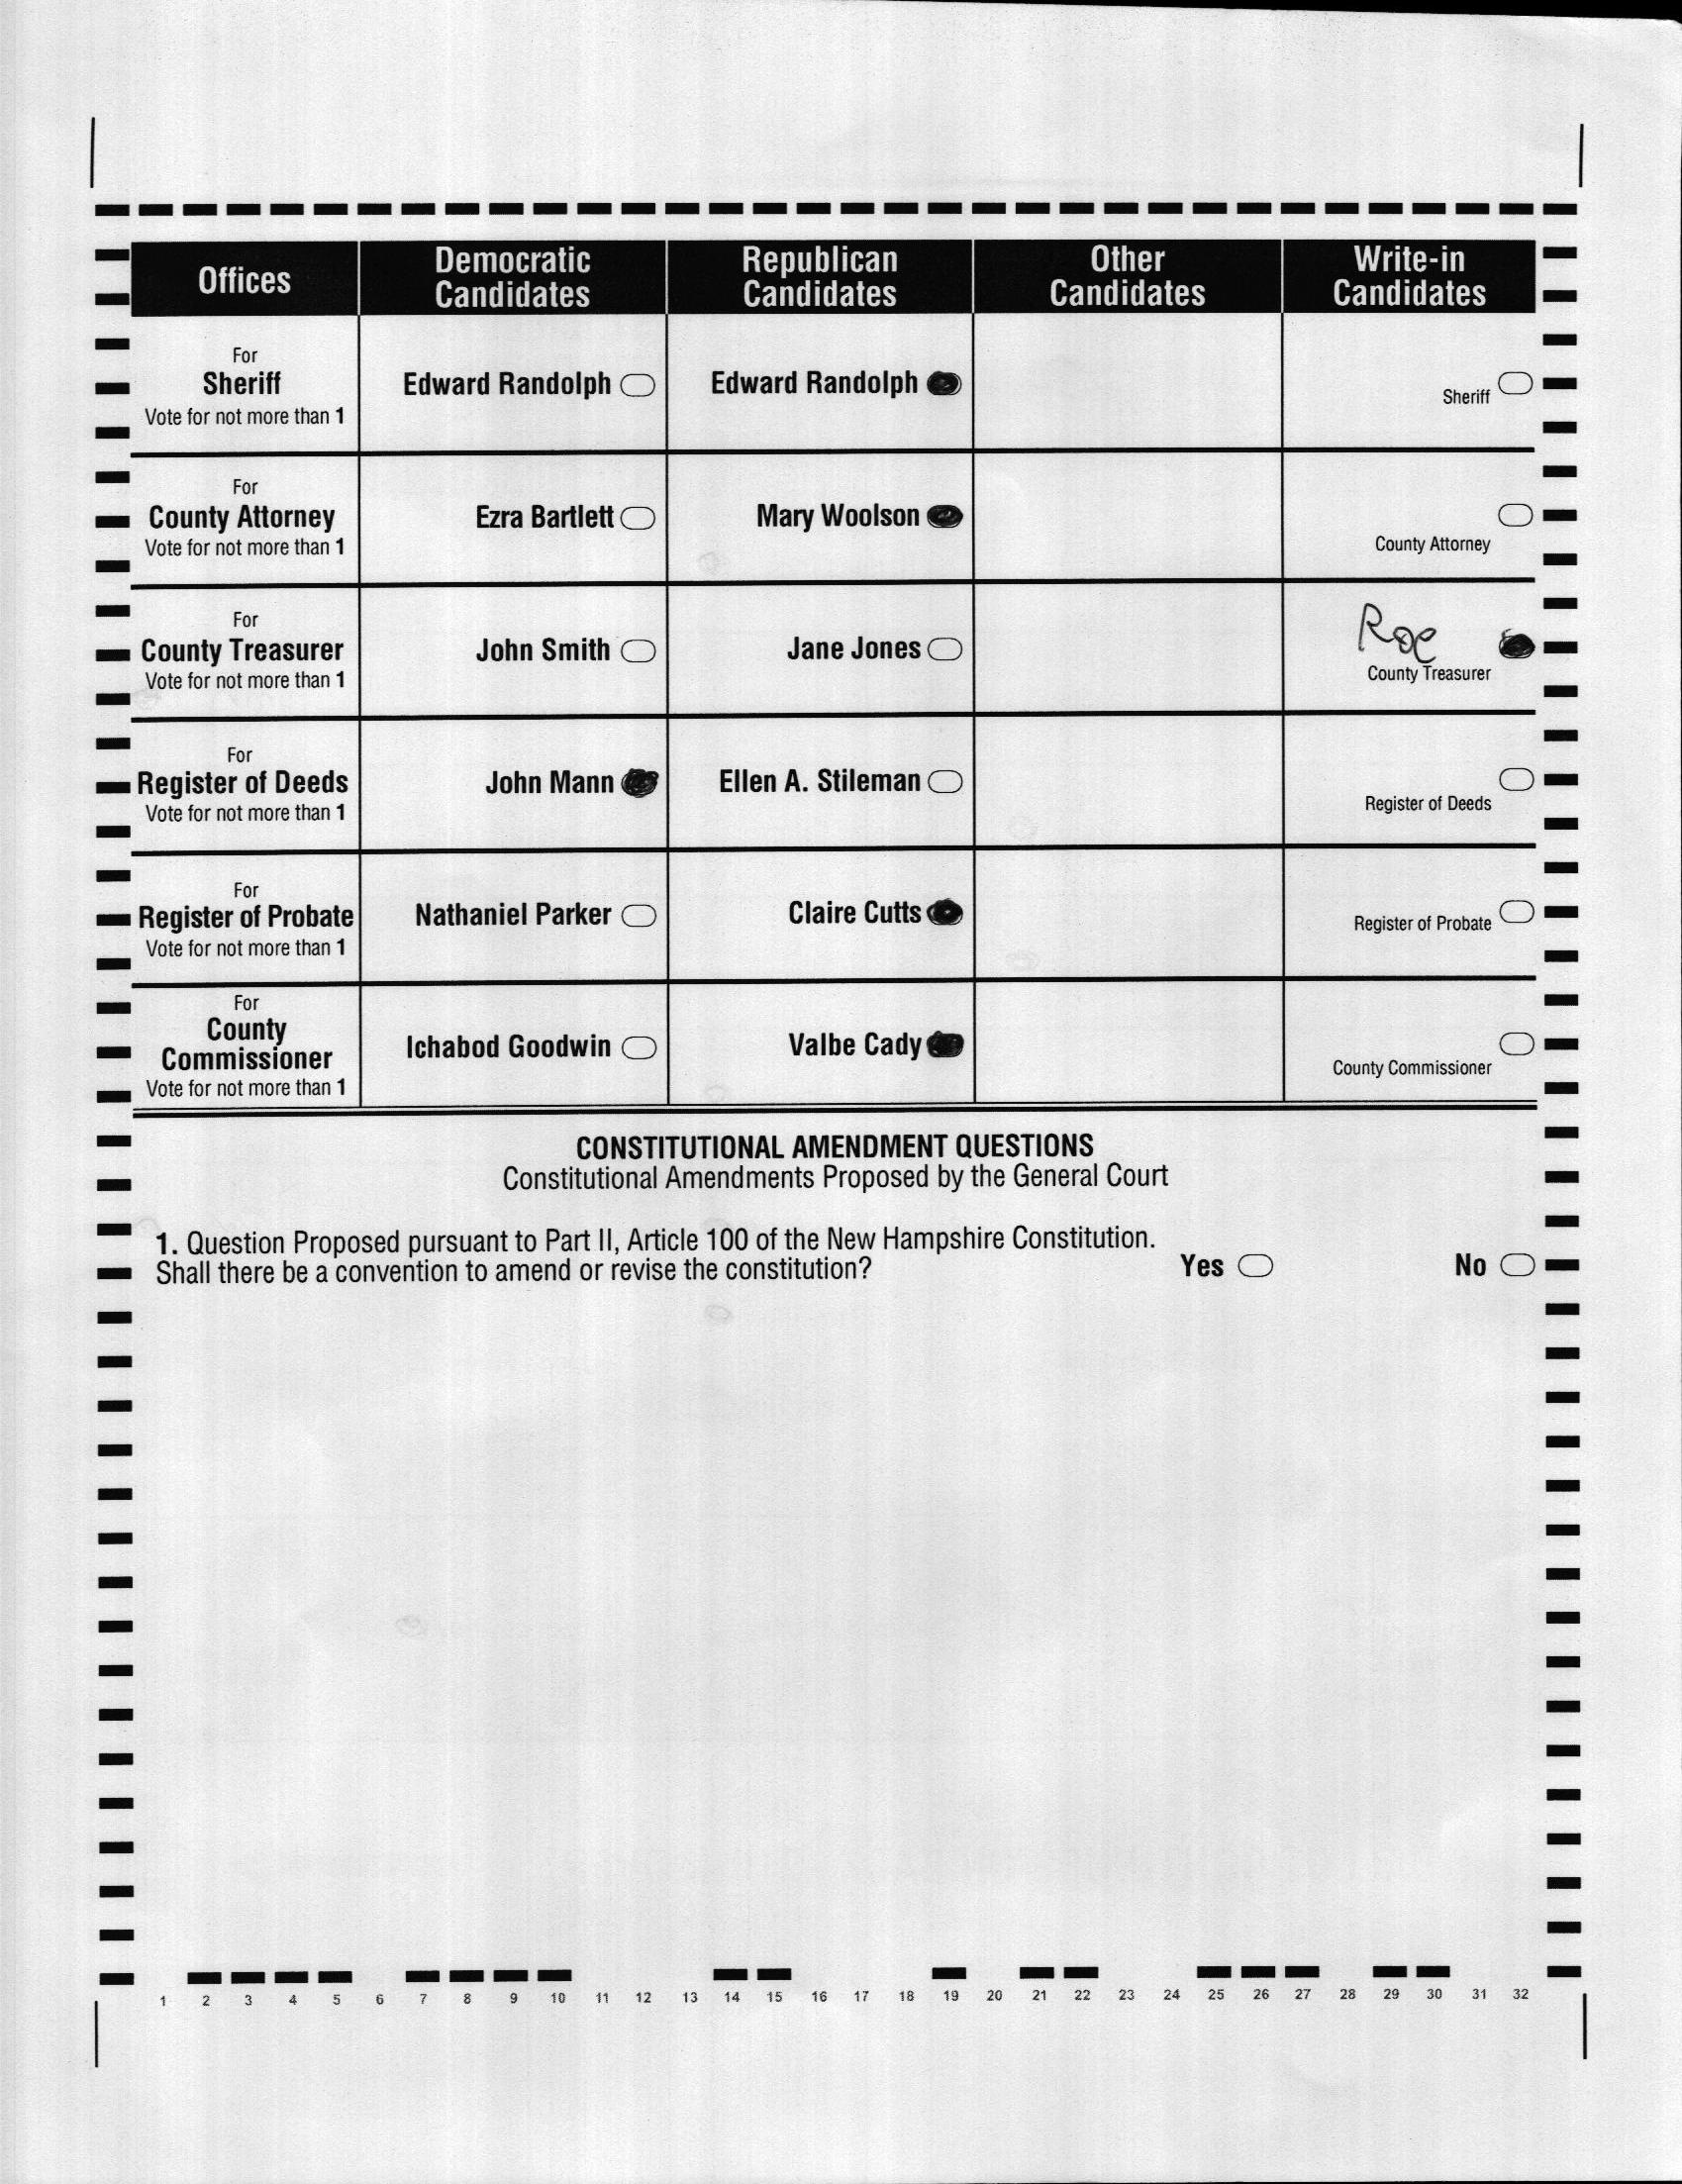 Offices
Democratic
Candidates
Republican
Candidates
Other
Candidates
Write-in
Candidates
For
Sheriff
Vote for not more than 1
Edward Randolph
Edward Randolph
Sheriff
For
County Attorney
Vote for not more than 1
Ezra Bartlett
Mary Woolson
County Attorney
For
County Treasurer
Vote for not more than 1
John Smith
Jane Jones
Roe
County Treasurer
For
Register of Deeds
Vote for not more than 1
John Mann
Ellen A. Stileman
Register of Deeds
For
Register of Probate
Vote for not more than 1
Nathaniel Parker
Claire Cutts
Register of Probate
For
County
Commissioner
Vote for not more than 1
Ichabod Goodwin
Valbe Cady
County Commissioner
CONSTITUTIONAL AMENDMENT QUESTIONS
Constitutional Amendments Proposed by the General Court
1. Question Proposed pursuant to Part II, Article 100 of the New Hampshire Constitution.
Shall there be a convention to amend or revise the constitution?
Yes
No
1 2 3 4 5 6 7 8 9 10 11 12 13 14 15 16 17 18 19 20 21 22 23 24 25 26 27 28 29 30 31 32